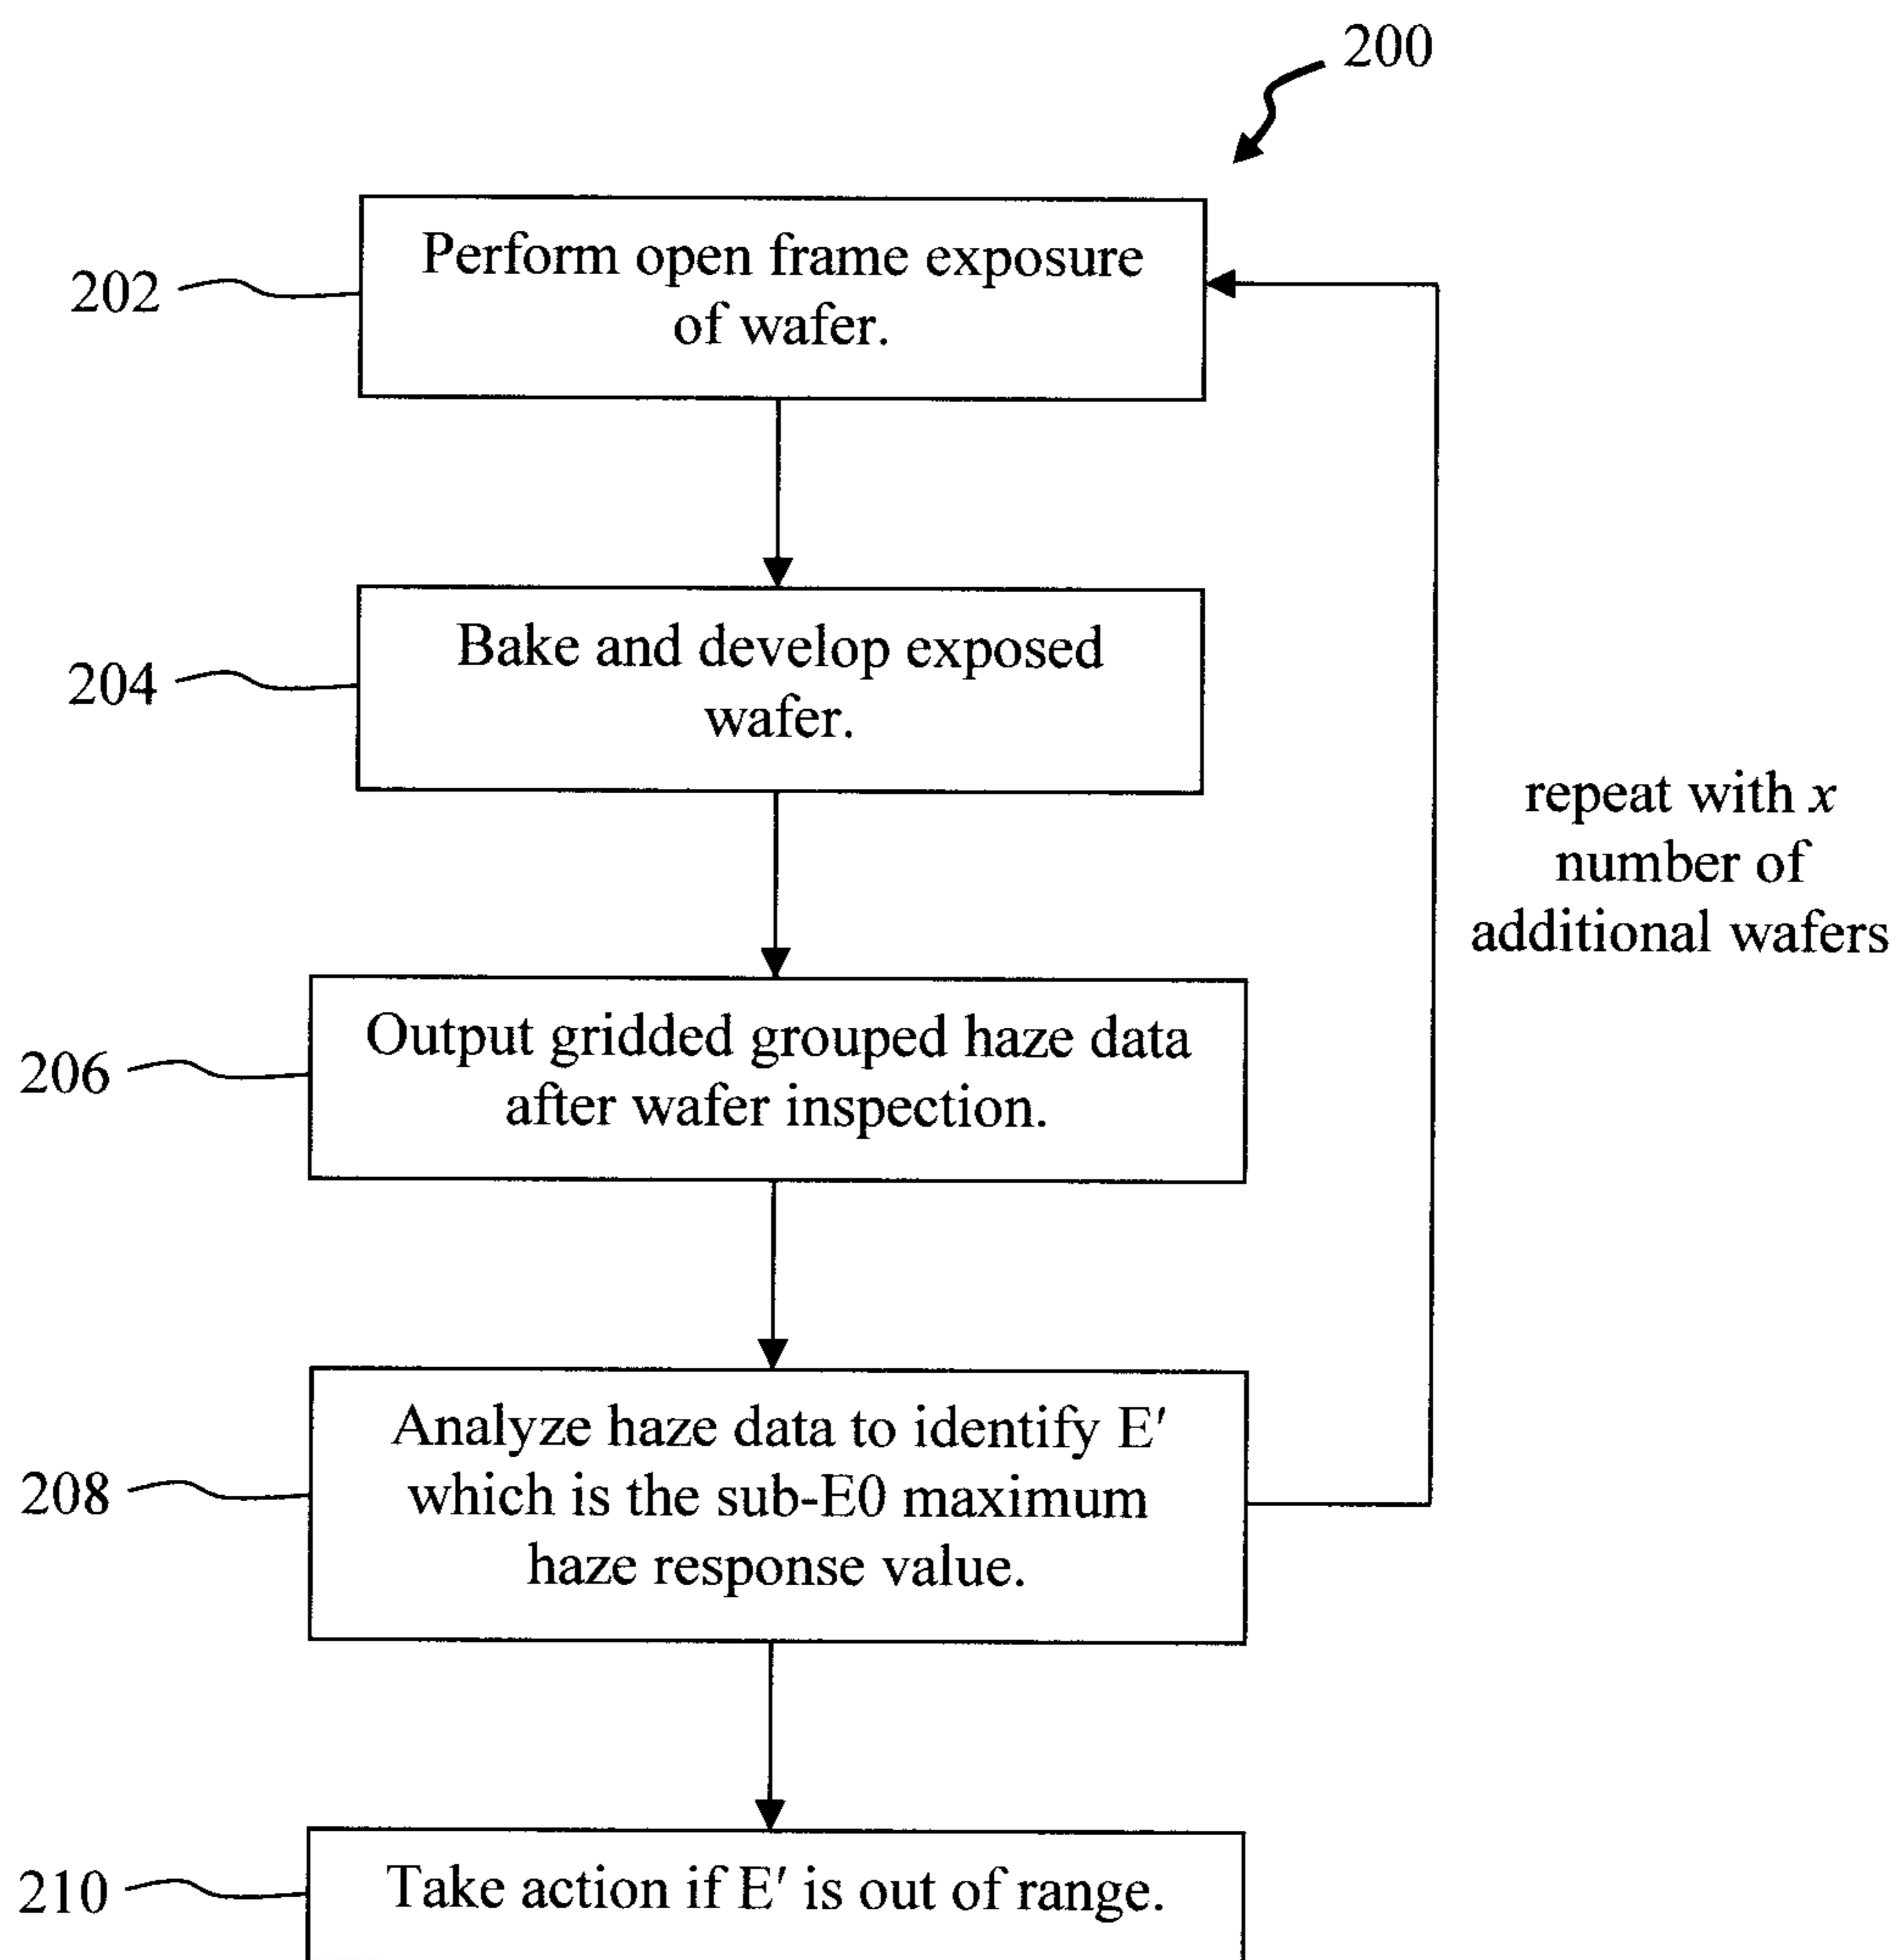 200
202
Perform open frame exposure
of wafer.
204
Bake and develop exposed
wafer.
repeat with x
number of
additional wafers
206
Output gridded grouped haze data
after wafer inspection.
208
Analyze haze data to identify E'
which is the sub-E0 maximum
haze response value.
210
Take action if E' is out of range.